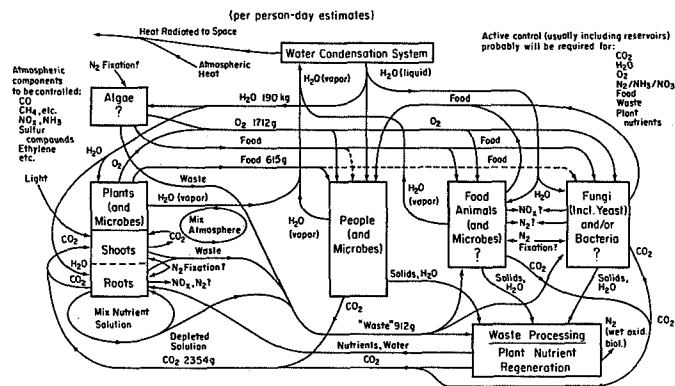 (per person-day estimates)
Heat Radiated to Space
Water Condensation System
Atmospheric
Heat
H₂O
(vapor)
H₂O (liquid)
Active control (usually including reservoirs)
probably will be required for:
CO₂
H₂O
O₂
N₂/NH₃/NO₃
Food
Waste
Plant
nutrients
Atmospheric
components
to be controlled:
CO
CH₄, etc.
NOₓ, NH₃
Sulfur
compounds
Ethylene
etc.
N₂ Fixation?
Algae
?
H₂O 190 kg
O₂ 1712g
Food
Food 615g
Food
O₂
Food
Food
H₂O
O₂
Light
Waste
H₂O (vapor)
Plants
(and
Microbes)
Shoots
Roots
Mix
Atmosphere
CO₂
CO₂
Waste
N₂ Fixation?
NOₓ, N₂?
H₂O
CO₂
Mix Nutrient
Solution
H₂O
(vapor)
People
(and
Microbes)
H₂O
(vapor)
Food
Animals
(and
Microbes)
?
H₂O
NOₓ?
N₂?
N₂
Fixation?
CO₂
Fungi
(Incl. Yeast)
and/or
Bacteria
?
CO₂
Solids, H₂O
Solids,
H₂O
Solids,
H₂O
CO₂
"Waste" 912g
Depleted
Solution
Nutrients, Water
CO₂ 2354g
CO₂
Waste Processing
Plant Nutrient
Regeneration
N₂
(wet oxid.
biol.)
CO₂